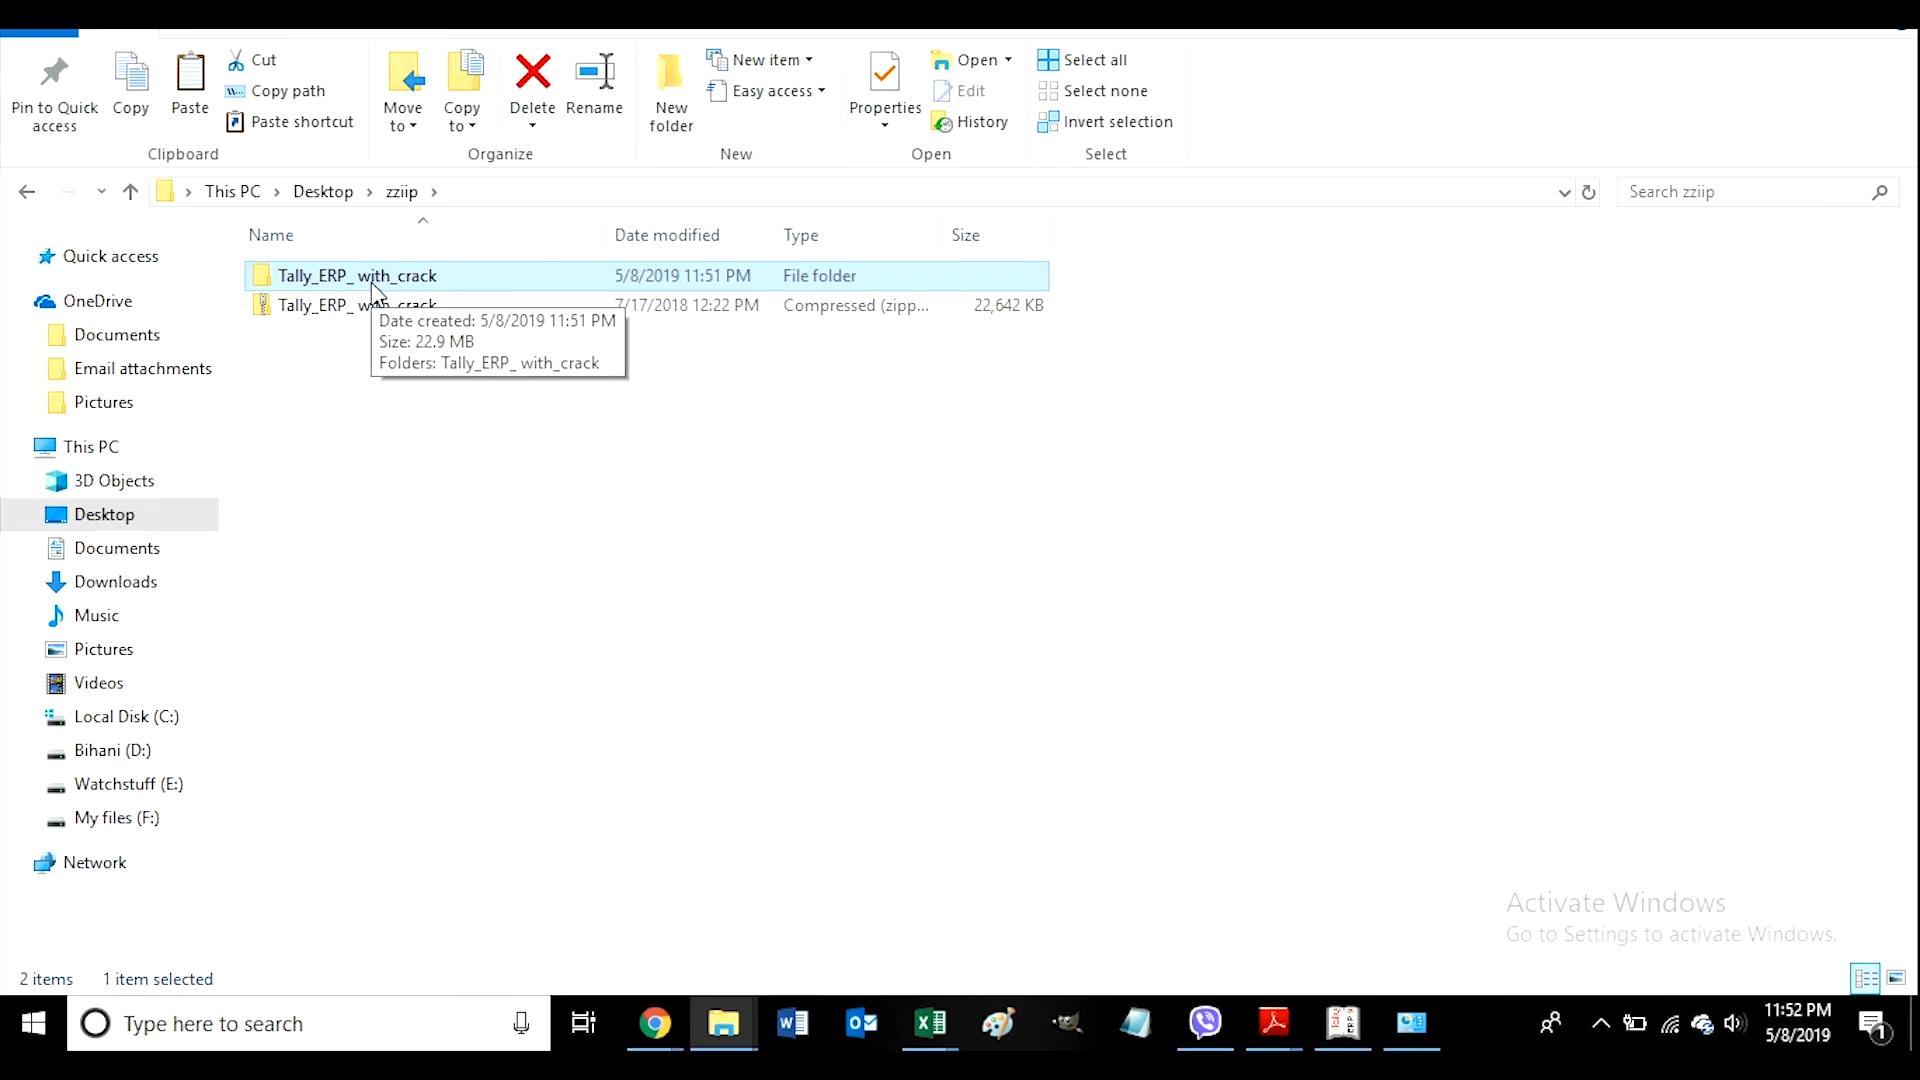 Pin to Quick access
Copy
Paste
Cut
Copy path
Paste shortcut
Clipboard
Move to
Copy to
Delete
Rename
Organize
New folder
New item
Easy access
New
Properties
Open
Edit
History
Open
Select all
Select none
Invert selection
Select
This PC
Desktop
zziip
Search zziip
Name
Date modified
Type
Size
Tally_ERP_ with_crack 5/8/2019 11:51 PM File folder
Tally_ERP_ with_crack 7/17/2018 12:22 PM Compressed (zipp... 22,642 KB
Date created: 5/8/2019 11:51 PM
Size: 22.9 MB
Folders: Tally_ERP_ with_crack
Quick access
OneDrive
Documents
Email attachments
Pictures
This PC
3D Objects
Desktop
Documents
Downloads
Music
Pictures
Videos
Local Disk (C:)
Bihani (D:)
Watchstuff (E:)
My files (F:)
Network
Activate Windows
Go to Settings to activate Windows.
2 items
1 item selected
Type here to search
Tally
ERP 9
11:52 PM
5/8/2019
1